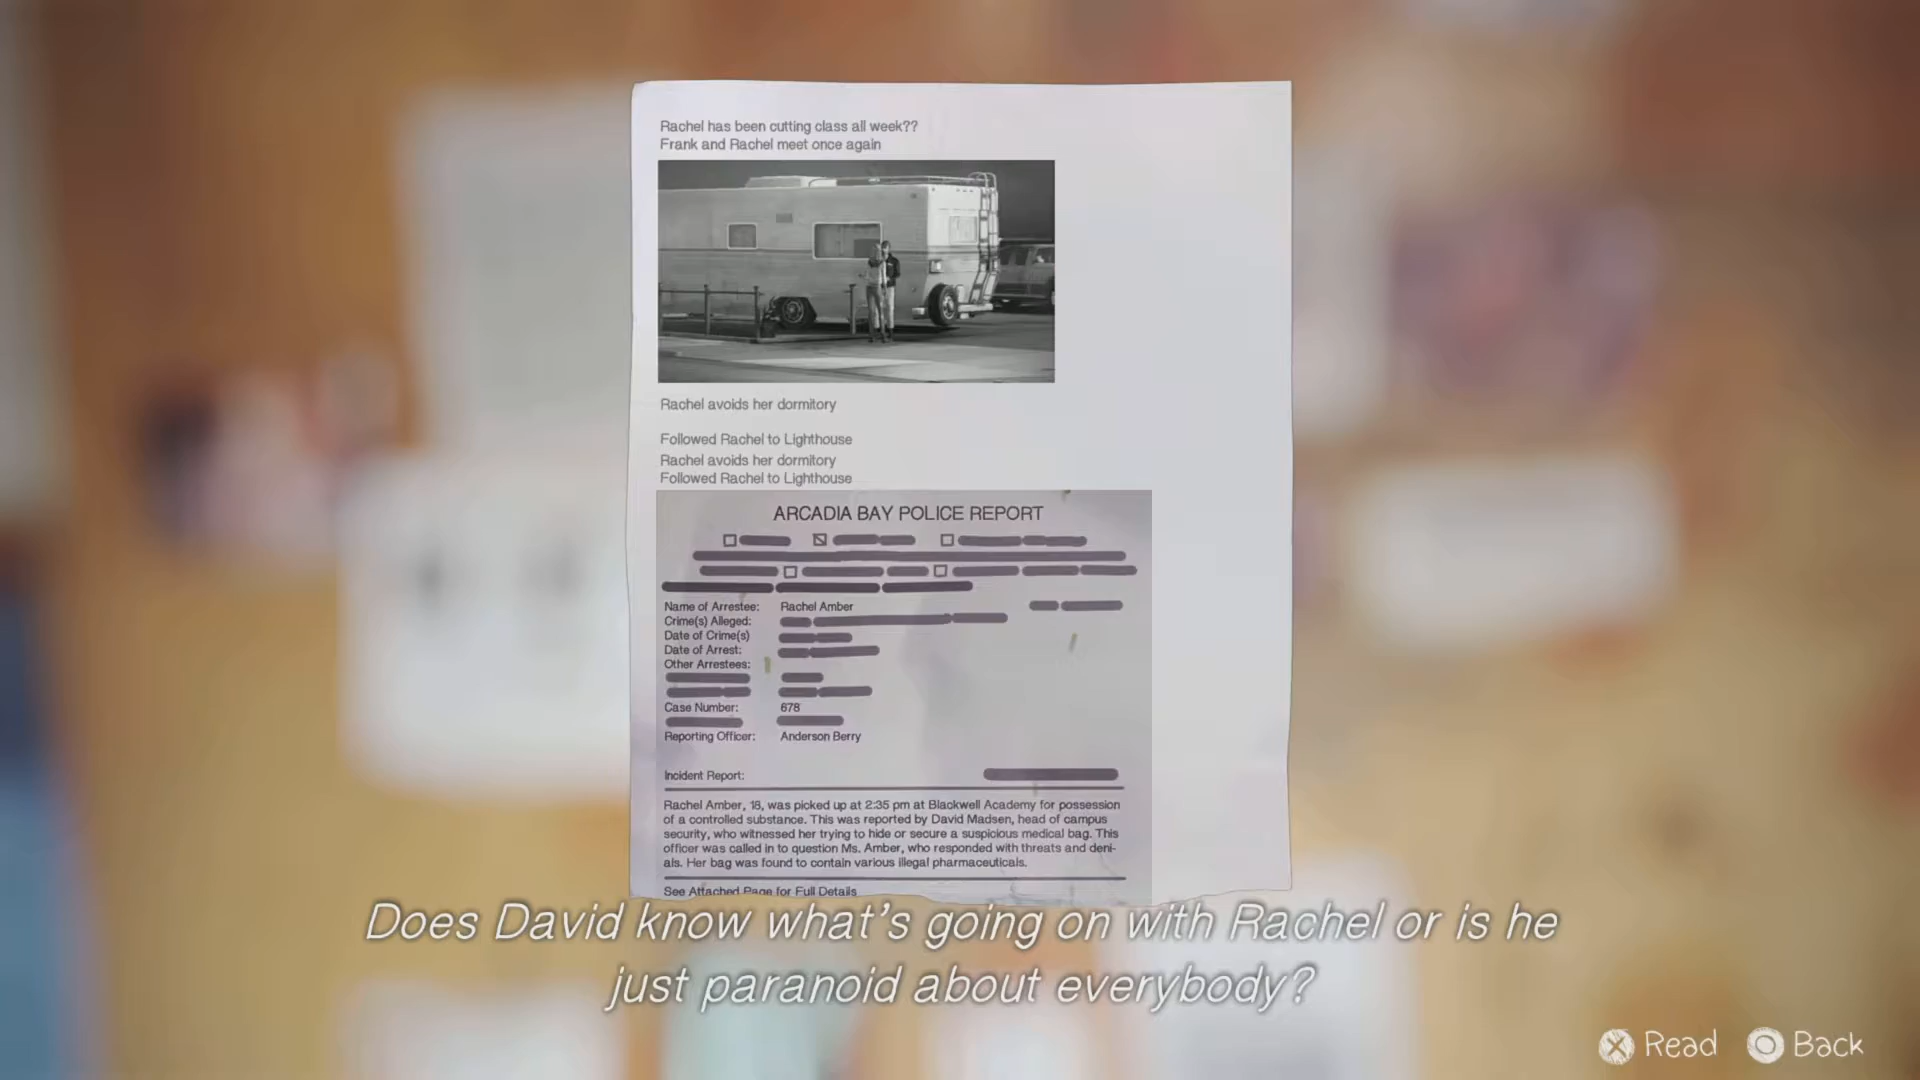 Rachel has been cutting class all week??
Frank and Rachel meet once again
Rachel avoids her dormitory
Followed Rachel to Lighthouse
Rachel avoids her dormitory
Followed Rachel to Lighthouse
ARCADIA BAY POLICE REPORT
Name of Arrestee: Rachel Amber
Crime(s) Alleged:
Date of Crime(s)
Date of Arrest:
Other Arrestees:
Case Number: 678
Reporting Officer: Anderson Berry
Incident Report:
Rachel Amber, 18, was picked up at 2:35 pm at Blackwell Academy for possession
of a controlled substance. This was reported by David Madsen, head of campus
security, who witnessed her trying to hide or secure a suspicious medical bag. This
officer was called in to question Ms. Amber, who responded with threats and deni-
als. Her bag was found to contain various illegal pharmaceuticals.
See Attached Page for Full Details
Does David know what's going on with Rachel or is he
just paranoid about everybody?
Read Back